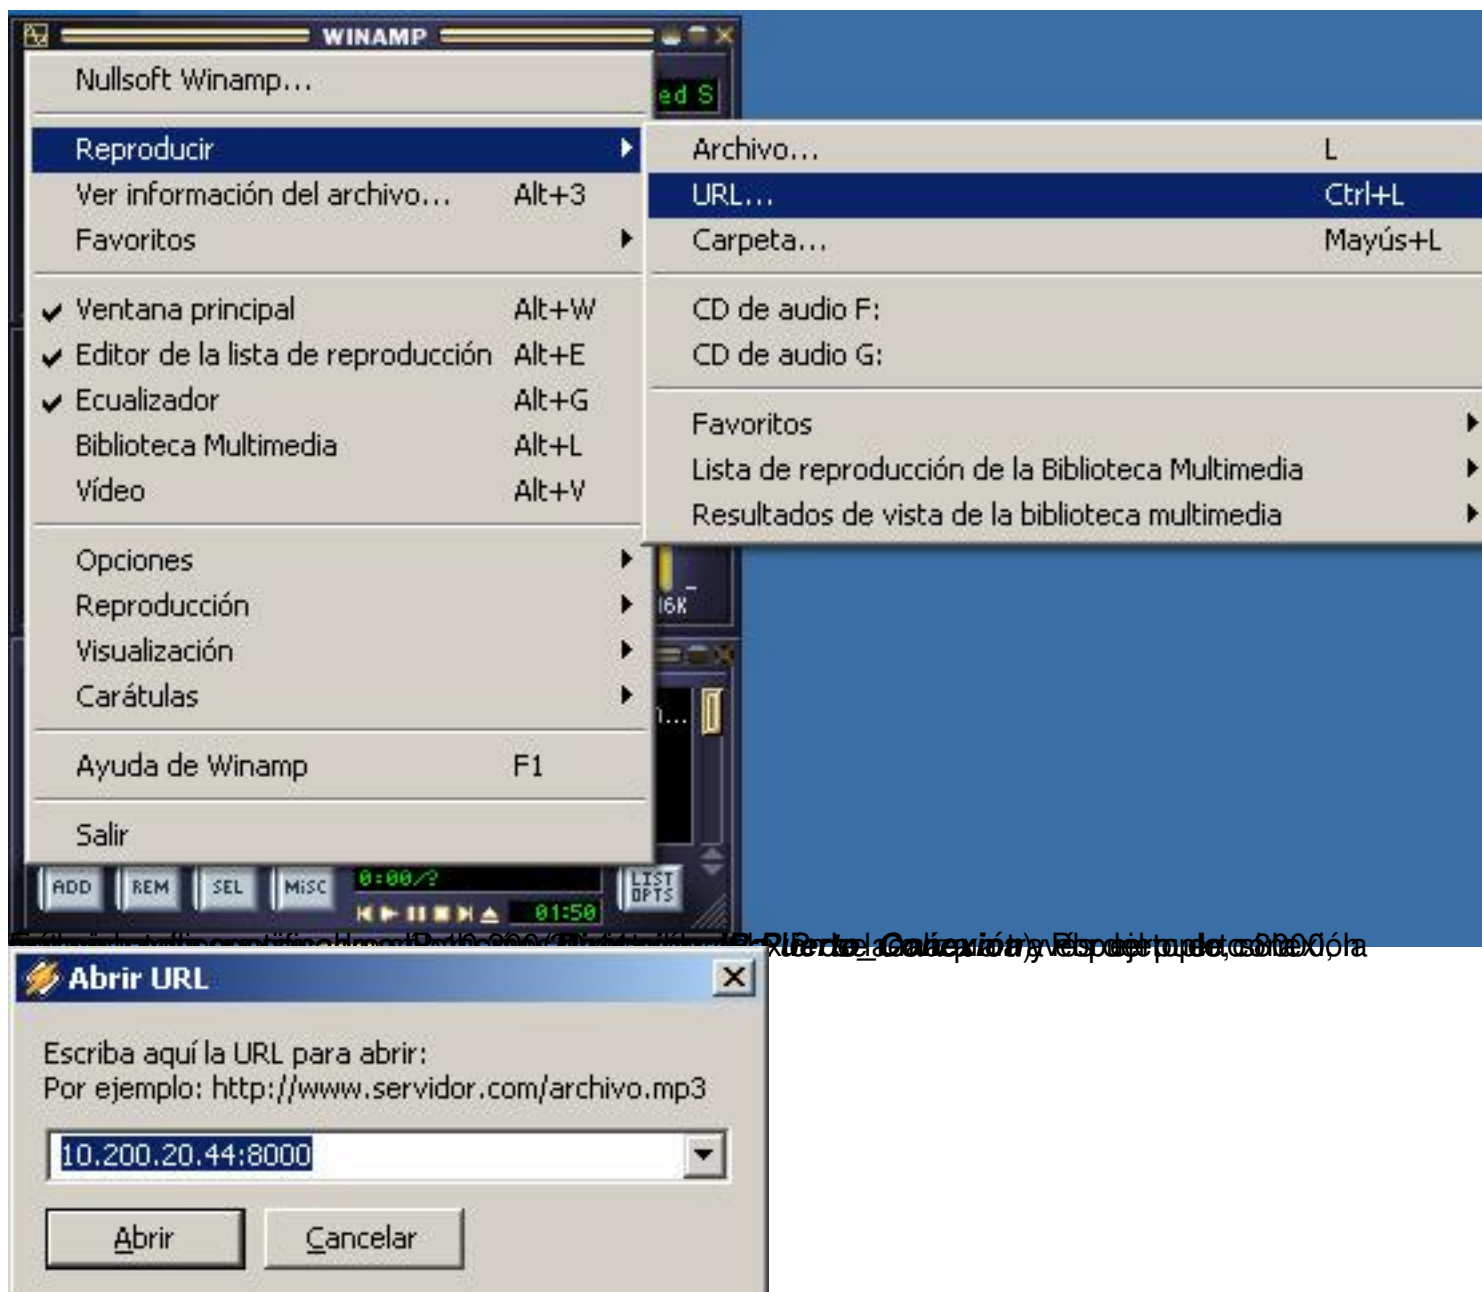 WINAMP
Nullsoft Winamp...
ed S
Reproducir
Archivo... L
Ver información del archivo... Alt+3
URL... Ctrl+L
Favoritos
Carpeta... Mayús+L
Ventana principal Alt+W
CD de audio F:
Editor de la lista de reproducción Alt+E
CD de audio G:
Ecualizador Alt+G
Favoritos
Biblioteca Multimedia Alt+L
Lista de reproducción de la Biblioteca Multimedia
Vídeo Alt+V
Resultados de vista de la biblioteca multimedia
Opciones
Reproducción
16K
Visualización
Carátulas
Ayuda de Winamp F1
Salir
ADD REM SEL MISC 0:00/? LIST OPTS
01:50
Abrir URL
Escriba aquí la URL para abrir:
Por ejemplo: http://www.servidor.com/archivo.mp3
10.200.20.44:8000
Abrir Cancelar